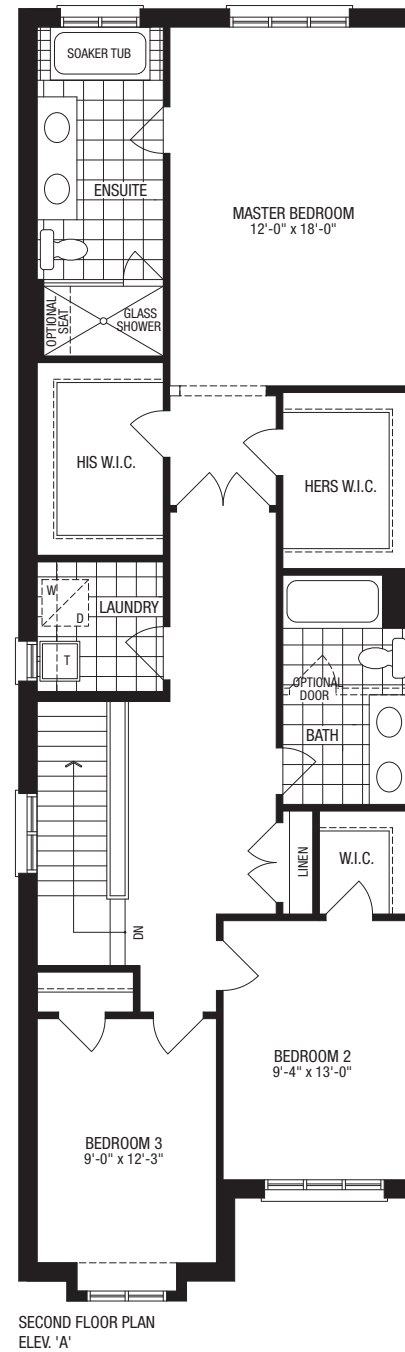 SOAKER TUB
ENSUITE
MASTER BEDROOM
12'-0" x 18'-0"
OPTIONAL
SEAT
GLASS
SHOWER
HIS W.I.C.
HERS W.I.C.
W
D
LAUNDRY
T
OPTIONAL
DOOR
BATH
LINEN
W.I.C.
DN
BEDROOM 2
9'-4" x 13'-0"
BEDROOM 3
9'-0" x 12'-3"
SECOND FLOOR PLAN
ELEV. 'A'